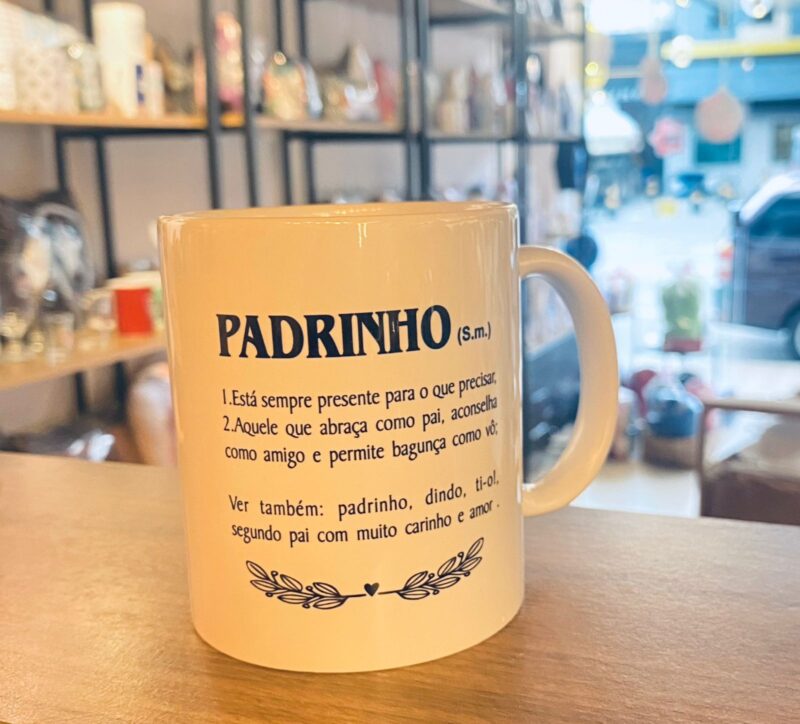 PADRINHO (S.m.)
1.Está sempre presente para o que precisar,
2.Aquele que abraça como pai, aconselha
como amigo e permite bagunça como vô;
Ver também: padrinho, dindo, ti-o!,
segundo pai com muito carinho e amor .